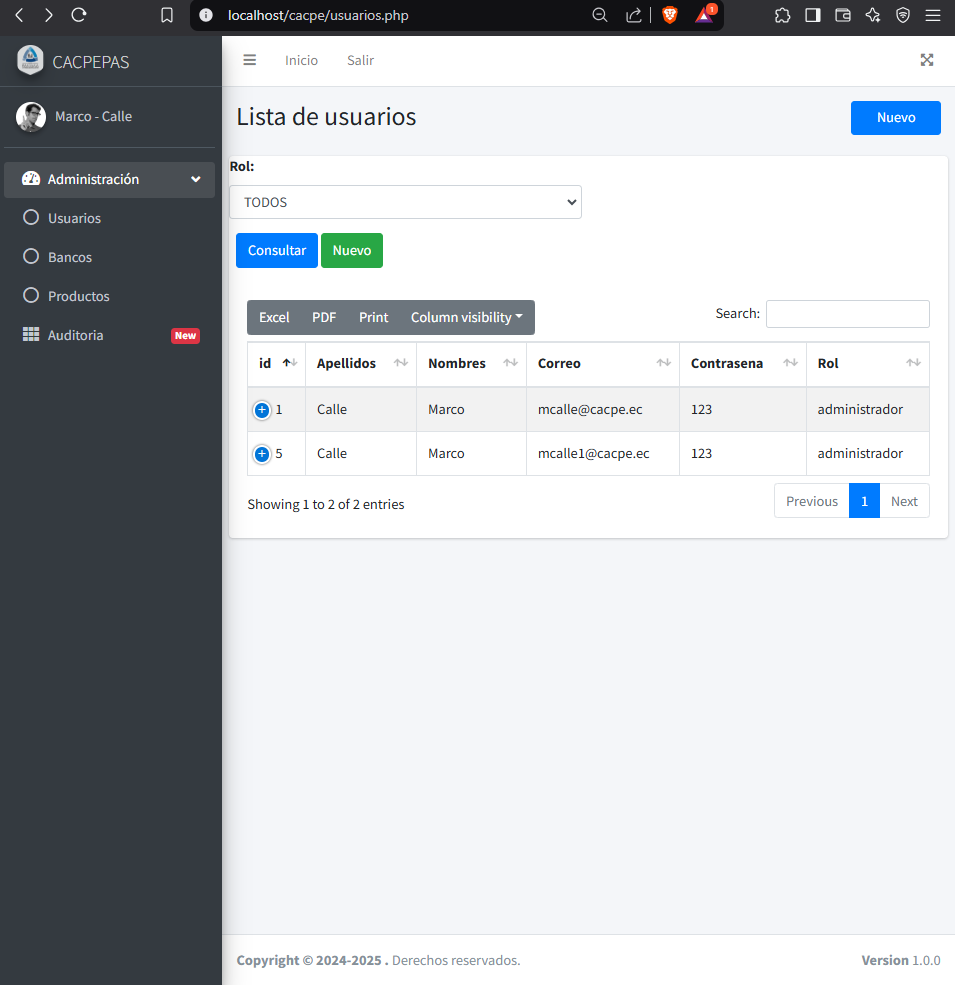 localhost/cacpe/usuarios.php
1
CACPEPAS
Inicio
Salir
Marco - Calle
Lista de usuarios
Nuevo
Administración
Usuarios
Bancos
Productos
Auditoria
New
Rol:
TODOS
Consultar Nuevo
Excel PDF Print Column visibility
Search:
id Apellidos Nombres Correo Contrasena Rol
1 Calle Marco mcalle@cacpe.ec 123 administrador
5 Calle Marco mcalle1@cacpe.ec 123 administrador
Showing 1 to 2 of 2 entries
Previous 1 Next
Copyright © 2024-2025 . Derechos reservados.
Version 1.0.0